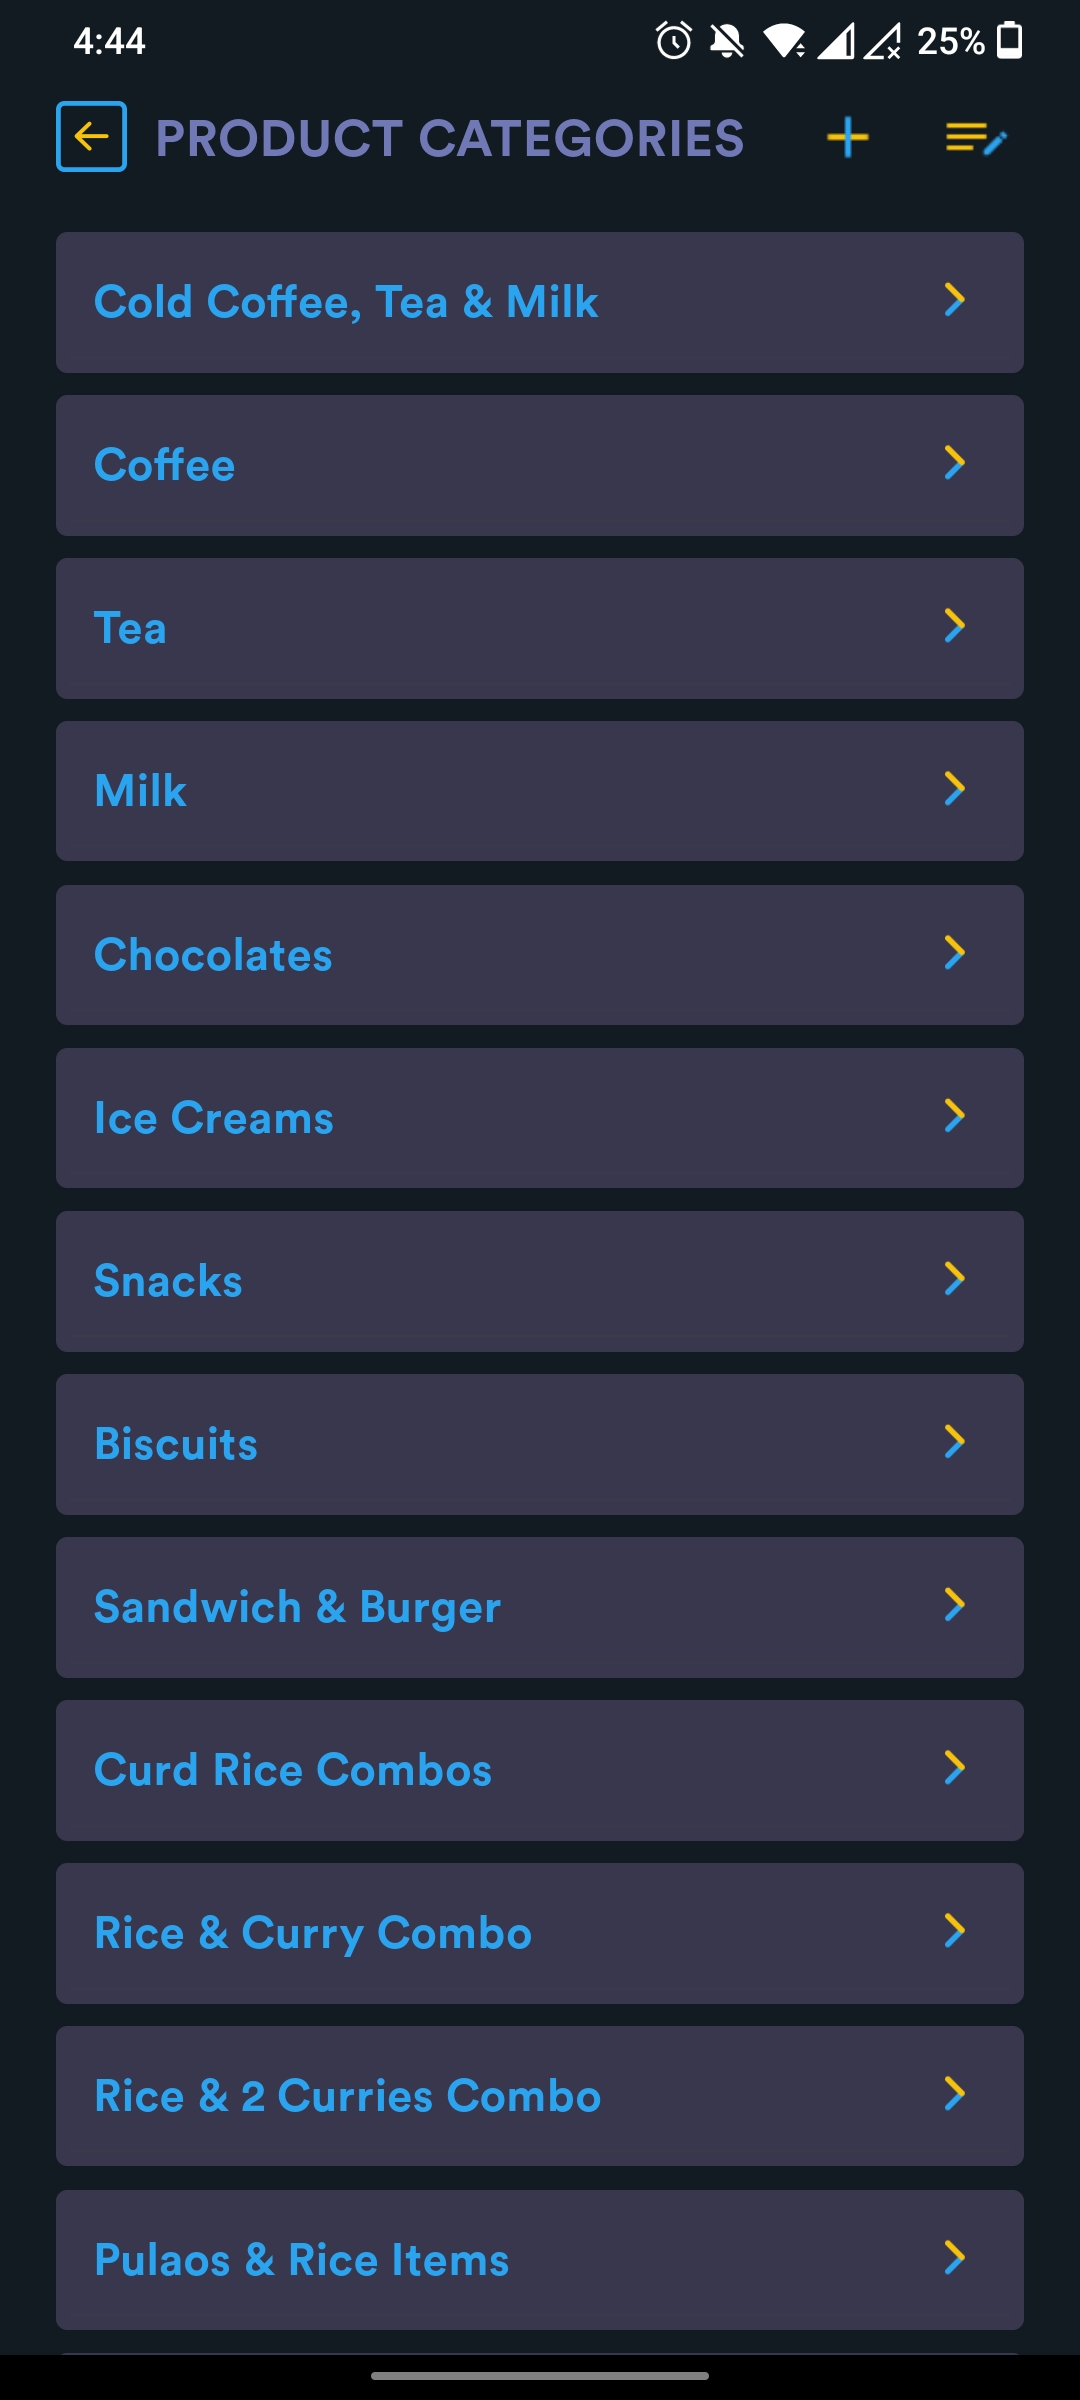 4:44
25%
PRODUCT CATEGORIES
Cold Coffee, Tea & Milk
Coffee
Tea
Milk
Chocolates
Ice Creams
Snacks
Biscuits
Sandwich & Burger
Curd Rice Combos
Rice & Curry Combo
Rice & 2 Curries Combo
Pulaos & Rice Items